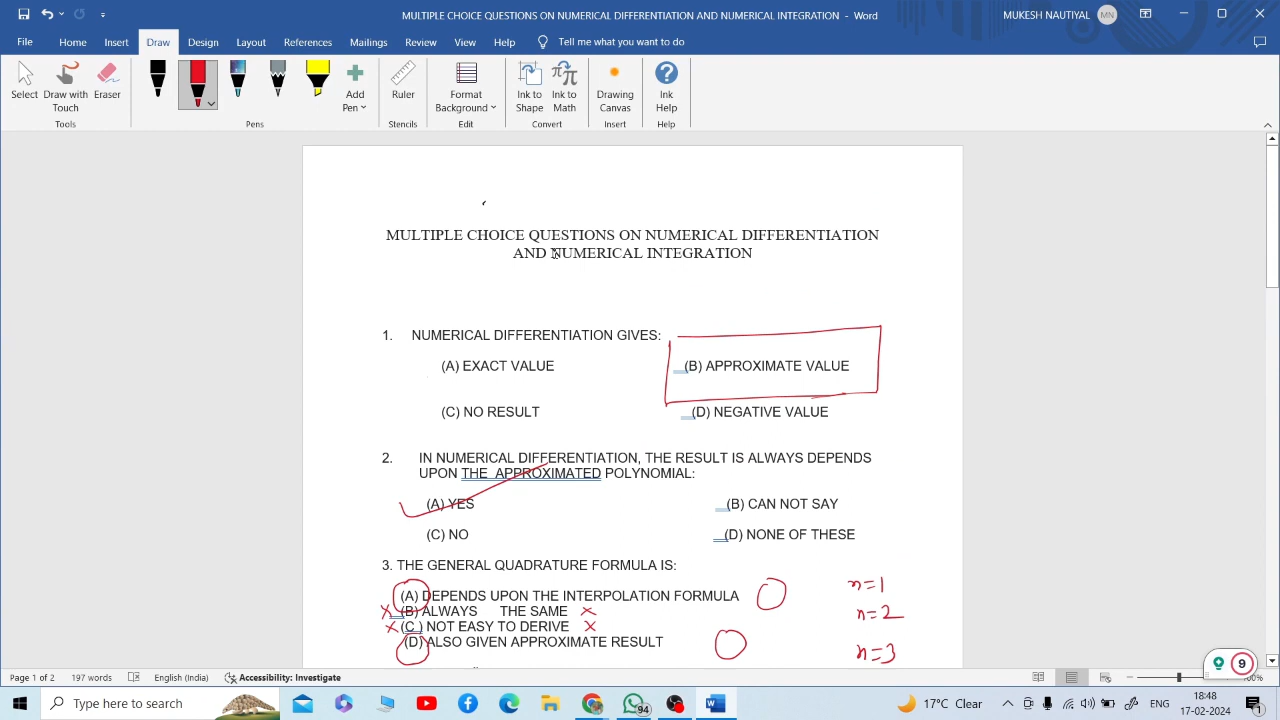 MULTIPLE CHOICE QUESTIONS ON NUMERICAL DIFFERENTIATION AND NUMERICAL INTEGRATION - Word
MUKESH NAUTIYAL MN
File Home Insert Draw Design Layout References Mailings Review View Help Tell me what you want to do
Select Draw with Touch Eraser Add Pen Ruler Format Background Ink to Shape Ink to Math Drawing Canvas Ink Help
Tools Pens Stencils Edit Convert Insert Help
MULTIPLE CHOICE QUESTIONS ON NUMERICAL DIFFERENTIATION
AND NUMERICAL INTEGRATION
1. NUMERICAL DIFFERENTIATION GIVES:
(A) EXACT VALUE (B) APPROXIMATE VALUE
(C) NO RESULT (D) NEGATIVE VALUE
2. IN NUMERICAL DIFFERENTIATION, THE RESULT IS ALWAYS DEPENDS
UPON THE APPROXIMATED POLYNOMIAL:
(A) YES (B) CAN NOT SAY
(C) NO (D) NONE OF THESE
3. THE GENERAL QUADRATURE FORMULA IS:
(A) DEPENDS UPON THE INTERPOLATION FORMULA n=1
(B) ALWAYS THE SAME n=2
(C) NOT EASY TO DERIVE
(D) ALSO GIVEN APPROXIMATE RESULT n=3
Page 1 of 2 197 words English (India) Accessibility: Investigate 9
Type here to search 94 17°C Clear 18:48
17-02-2024 1